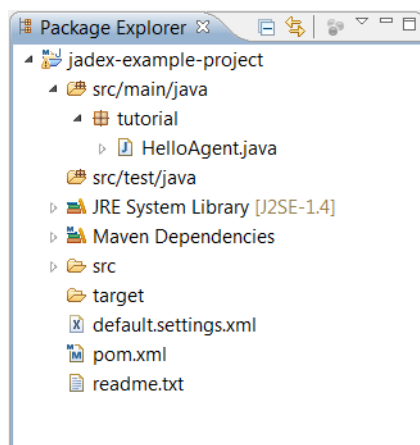 Package Explorer
jadex-example-project
src/main/java
tutorial
HelloAgent.java
src/test/java
JRE System Library [J2SE-1.4]
Maven Dependencies
src
target
default.settings.xml
pom.xml
readme.txt